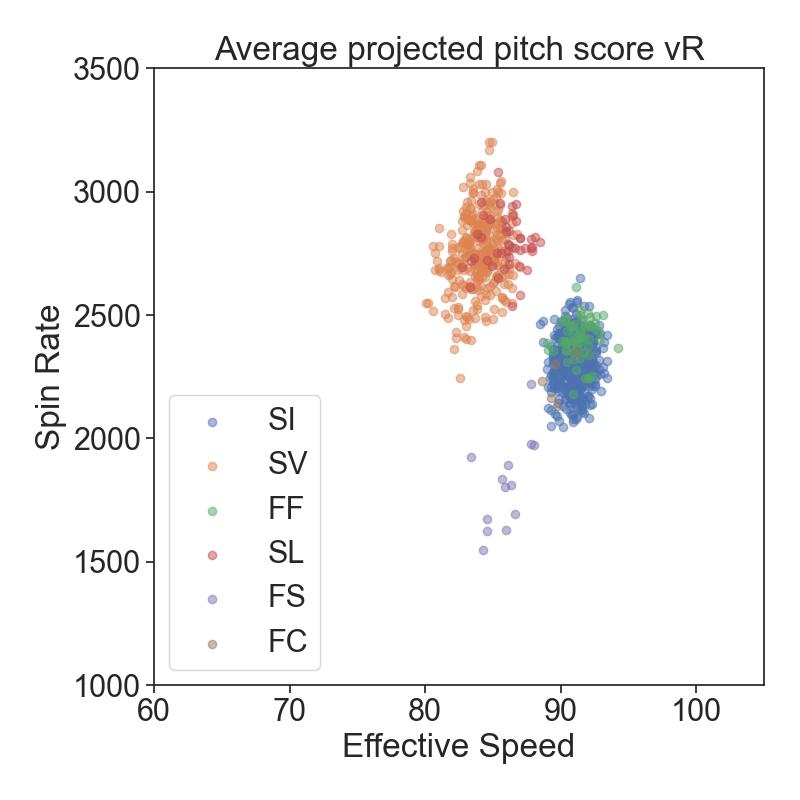 Average projected pitch score vR
3500
3000
2500
2000
1500
1000
Spin Rate
SI
SV
FF
SL
FS
FC
60 70 80 90 100
Effective Speed